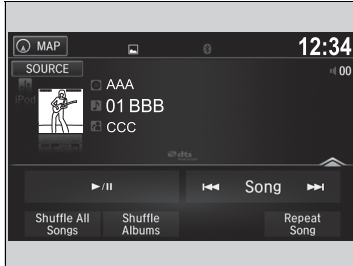 MAP
12:34
SOURCE
00
iPod
AAA
01 BBB
CCC
dts
Song
Shuffle All
Songs
Shuffle
Albums
Repeat
Song